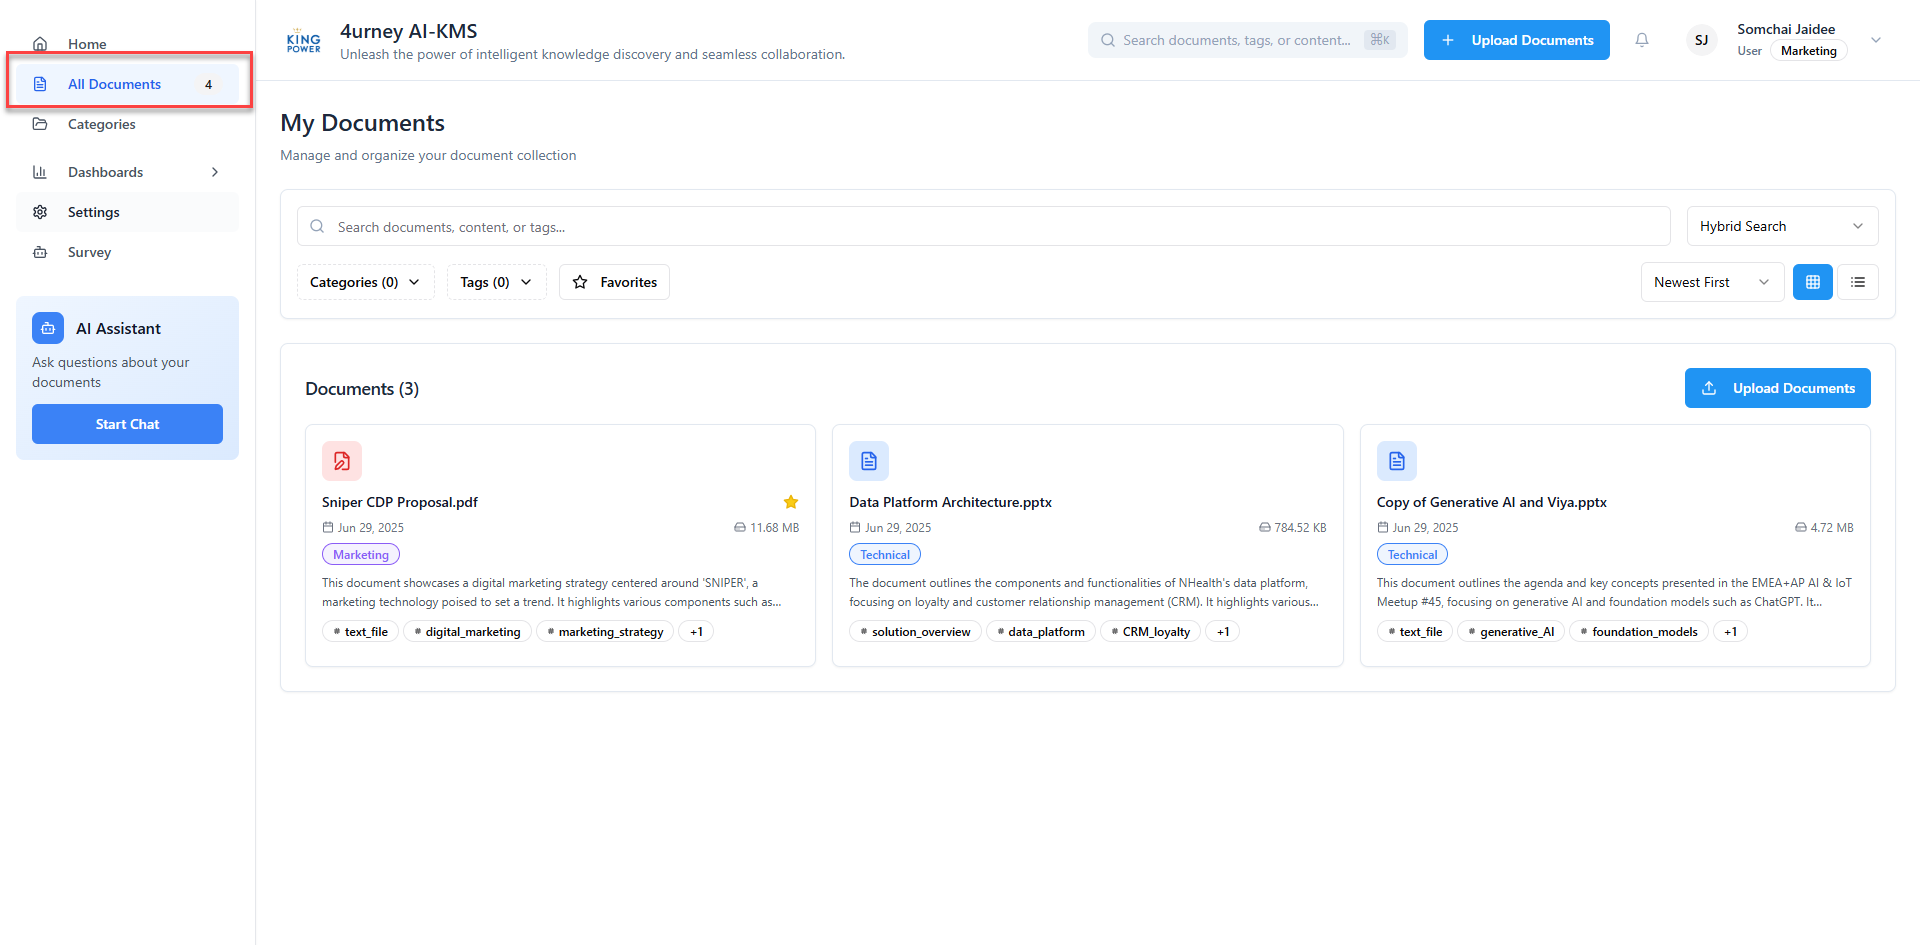 Home
All Documents 4
Categories
Dashboards
Settings
Survey
AI Assistant
Ask questions about your
documents
Start Chat
KING
POWER
4urney AI-KMS
Unleash the power of intelligent knowledge discovery and seamless collaboration.
Search documents, tags, or content... ⌘K
+ Upload Documents
SJ
Somchai Jaidee
User Marketing
My Documents
Manage and organize your document collection
Search documents, content, or tags...
Hybrid Search
Categories (0) Tags (0) Favorites
Newest First
Documents (3)
Upload Documents
Sniper CDP Proposal.pdf
Jun 29, 2025 11.68 MB
Marketing
This document showcases a digital marketing strategy centered around 'SNIPER', a
marketing technology poised to set a trend. It highlights various components such as...
# text_file # digital_marketing # marketing_strategy +1
Data Platform Architecture.pptx
Jun 29, 2025 784.52 KB
Technical
The document outlines the components and functionalities of NHealth's data platform,
focusing on loyalty and customer relationship management (CRM). It highlights various...
# solution_overview # data_platform # CRM_loyalty +1
Copy of Generative AI and Viya.pptx
Jun 29, 2025 4.72 MB
Technical
This document outlines the agenda and key concepts presented in the EMEA+AP AI & IoT
Meetup #45, focusing on generative AI and foundation models such as ChatGPT. It...
# text_file # generative_AI # foundation_models +1